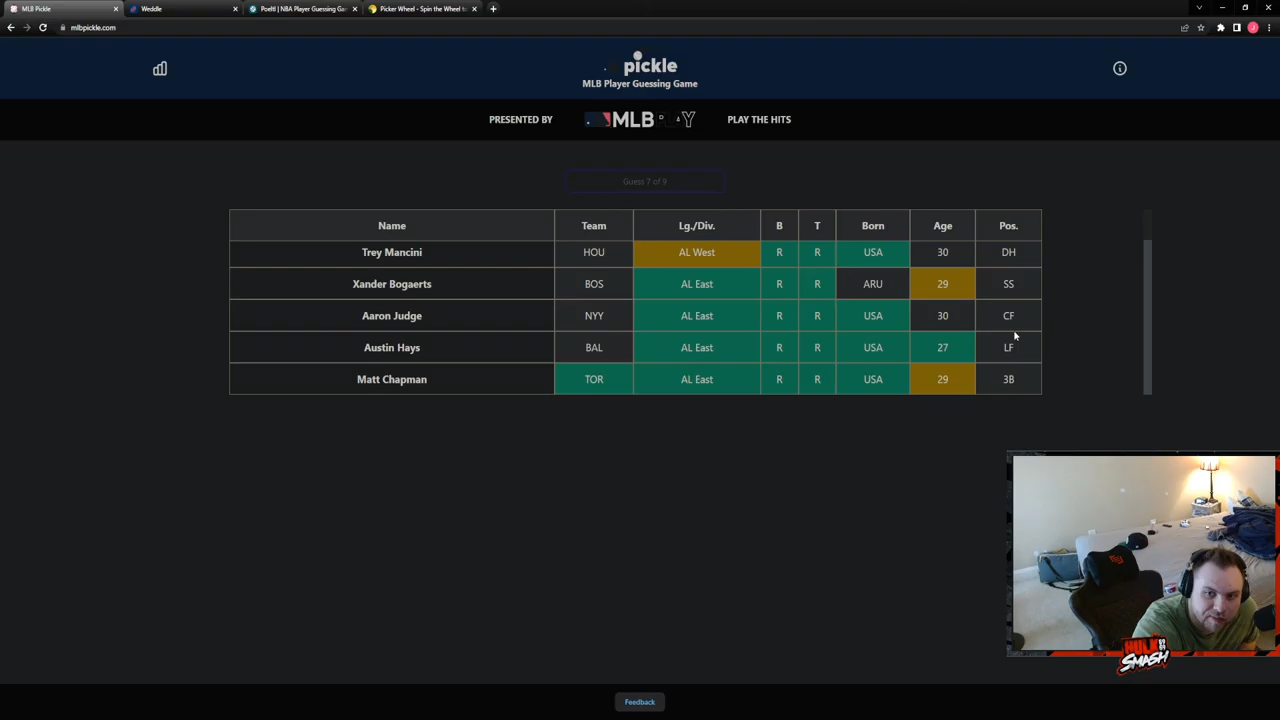 MLB Pickle
Weddle
Poeltl | NBA Player Guessing Ga
Picker Wheel - Spin the Wheel t
mlbpickle.com
J
pickle
MLB Player Guessing Game
PRESENTED BY
MLB
PLAY THE HITS
Guess 7 of 9
Name Team Lg./Div. B T Born Age Pos.
Trey Mancini HOU AL West R R USA 30 DH
Xander Bogaerts BOS AL East R R ARU 29 SS
Aaron Judge NYY AL East R R USA 30 CF
Austin Hays BAL AL East R R USA 27 LF
Matt Chapman TOR AL East R R USA 29 3B
HULK
SMASH
Feedback